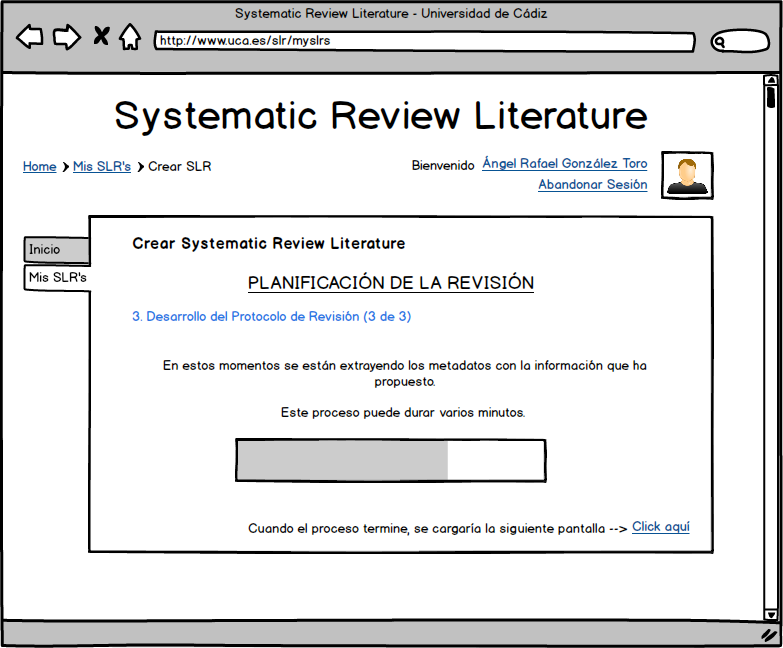 Systematic Review Literature - Universidad de Cádiz
http://www.uca.es/slr/myslrs
Systematic Review Literature
Home Mis SLR's Crear SLR
Bienvenido Ángel Rafael González Toro
Abandonar Sesión
Inicio
Mis SLR's
Crear Systematic Review Literature
PLANIFICACIÓN DE LA REVISIÓN
3. Desarrollo del Protocolo de Revisión (3 de 3)
En estos momentos se están extrayendo los metadatos con la información que ha
propuesto.
Este proceso puede durar varios minutos.
Cuando el proceso termine, se cargaría la siguiente pantalla --> Click aquí